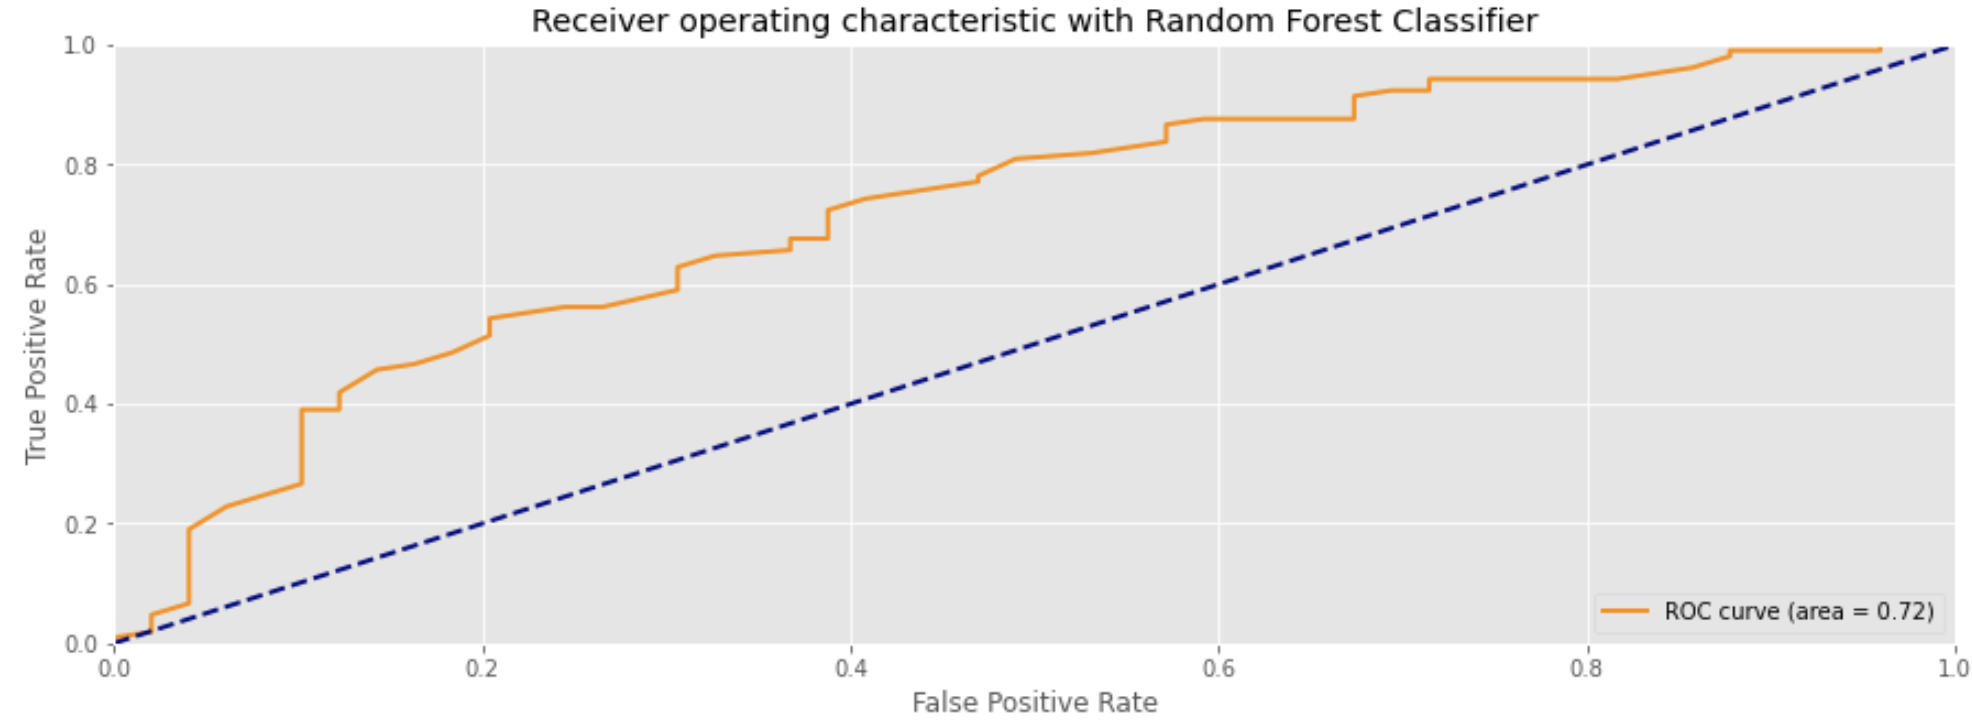 Receiver operating characteristic with Random Forest Classifier
1.0
0.8
0.6
0.4
0.2
0.0
True Positive Rate
ROC curve (area = 0.72)
0.0 0.2 0.4 0.6 0.8 1.0
False Positive Rate